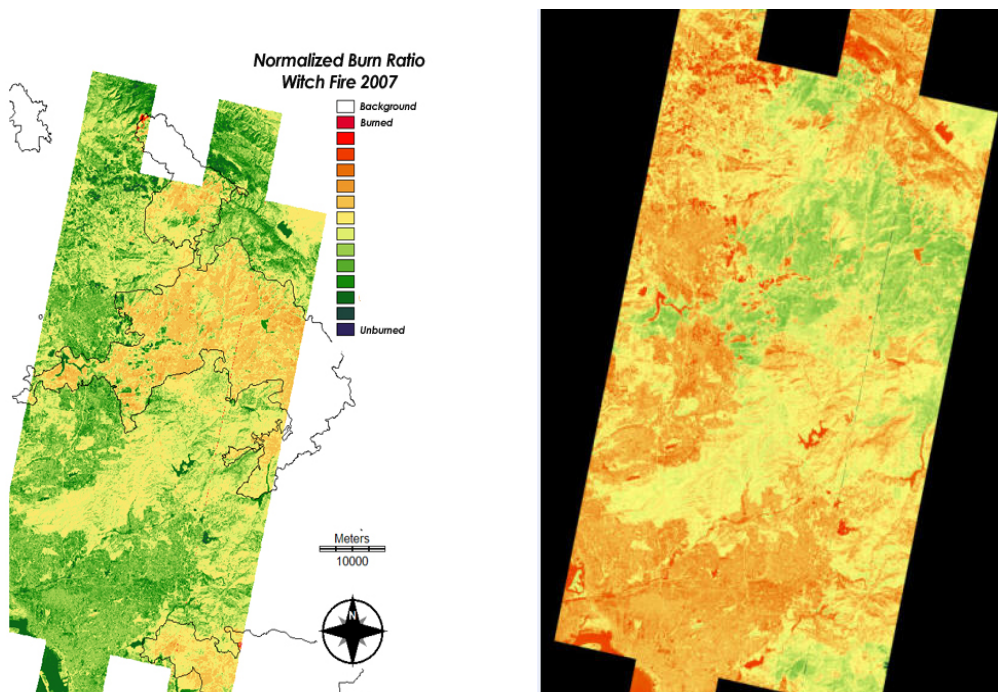 Normalized Burn Ratio
Witch Fire 2007
Background
Burned
Unburned
Meters
10000
N